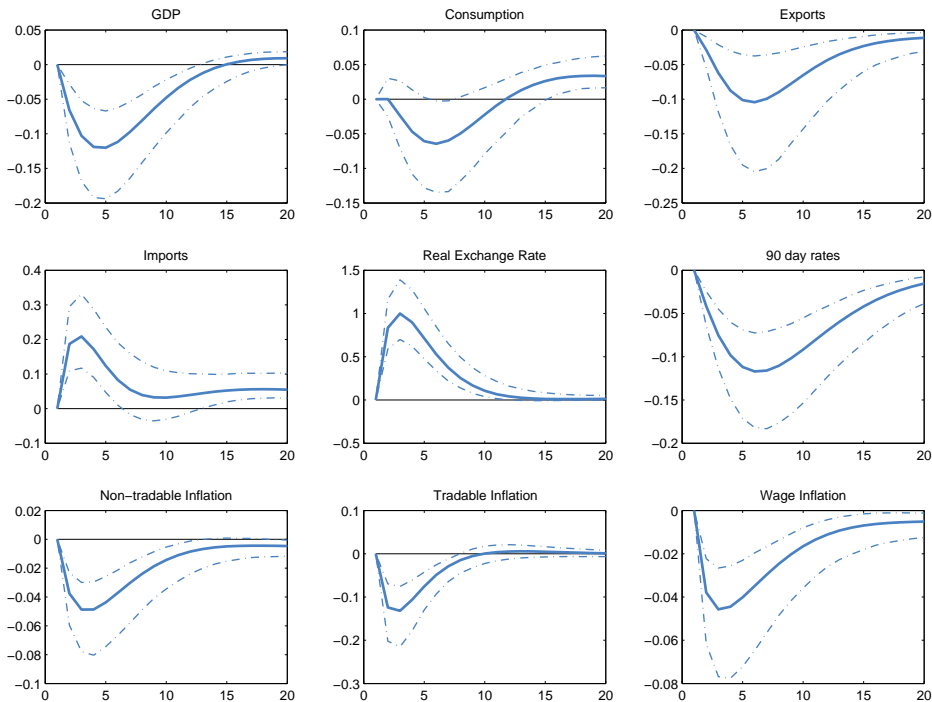 GDP Consumption Exports
0.05 0.1 0
0 0.05 −0.05
−0.05 0 −0.1
−0.1 −0.05 −0.15
−0.15 −0.1 −0.2
−0.2 −0.15 −0.25
0 5 10 15 20 0 5 10 15 20 0 5 10 15 20
Imports Real Exchange Rate 90 day rates
0.4 1.5 0
0.3 1 −0.05
0.2 0.5 −0.1
0.1 0 −0.15
0 −0.5 −0.2
−0.1
0 5 10 15 20 0 5 10 15 20 0 5 10 15 20
Non−tradable Inflation Tradable Inflation Wage Inflation
0.02 0.1 0
0 0 −0.02
−0.02 −0.1 −0.04
−0.04 −0.2 −0.06
−0.06 −0.3 −0.08
−0.08
−0.1
0 5 10 15 20 0 5 10 15 20 0 5 10 15 20